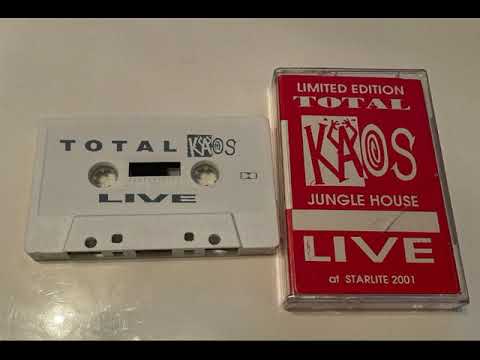 TOTAL KAOS
LIVE
LIMITED EDITION
TOTAL
KAOS
JUNGLE HOUSE
LIVE
at STARLITE 2001